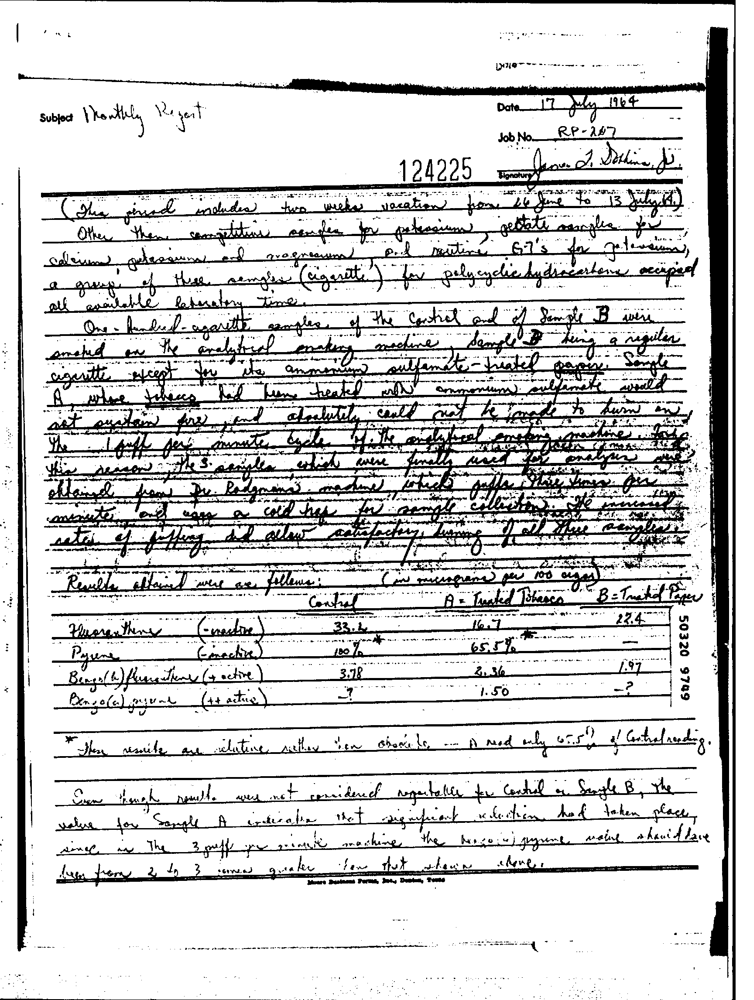 Date
Subject Monthly Report
Date 17 July 1964
Job No. RP-207
124225
Signature James L. Dobbins, Jr.
(This period includes two weeks vacation from 26 June to 13 July 64.)
Other than competitive samples for potassium, pectate samples for
calcium, potassium and magnesium, and routine G-7's for potassium,
a group of three samples (cigarette) for polycyclic hydrocarbons occupied
all available laboratory time.
One-hundred-cigarette samples of the Control and of Sample B were
smoked on the analytical smoking machine, Sample B being a regular
cigarette except for its ammonium sulfamate-treated paper. Sample
A, whose tobacco had been treated with ammonium sulfamate would
not sustain fire, and absolutely could not be made to burn on
the 1 puff per minute cycle of the analytical smoking machine. For
this reason, the 3 samples which were finally used for analysis were
obtained from Dr. Rodgman's machine, which puffs three times per
minute, and uses a cold trap for sample collection. The increased
rates of puffing did allow satisfactory burning of all three samples.
Results obtained were as follows: (in micrograms per 100 cigar)
Control A = Treated Tobacco B = Treated Paper
Fluoranthene (-inactive) 33.2 16.7 22.4
Pyrene (-inactive) 100% * 65.5% * —
Benzo(b)fluoranthene (+ active) 3.78 2.36 1.97
Benzo(a)pyrene (++ active) —? 1.50 —?
* These results are relative rather than absolute — A read only 65.5% of Control reading.
Even though results were not considered reportable for Control or Sample B, the
value for Sample A indicates that significant reduction had taken place,
since in the 3 puff per minute machine the benzo(a)pyrene value should have
been from 2 to 3 times greater than that shown above.
Moore Business Forms, Inc., Denton, Texas
50320 9749